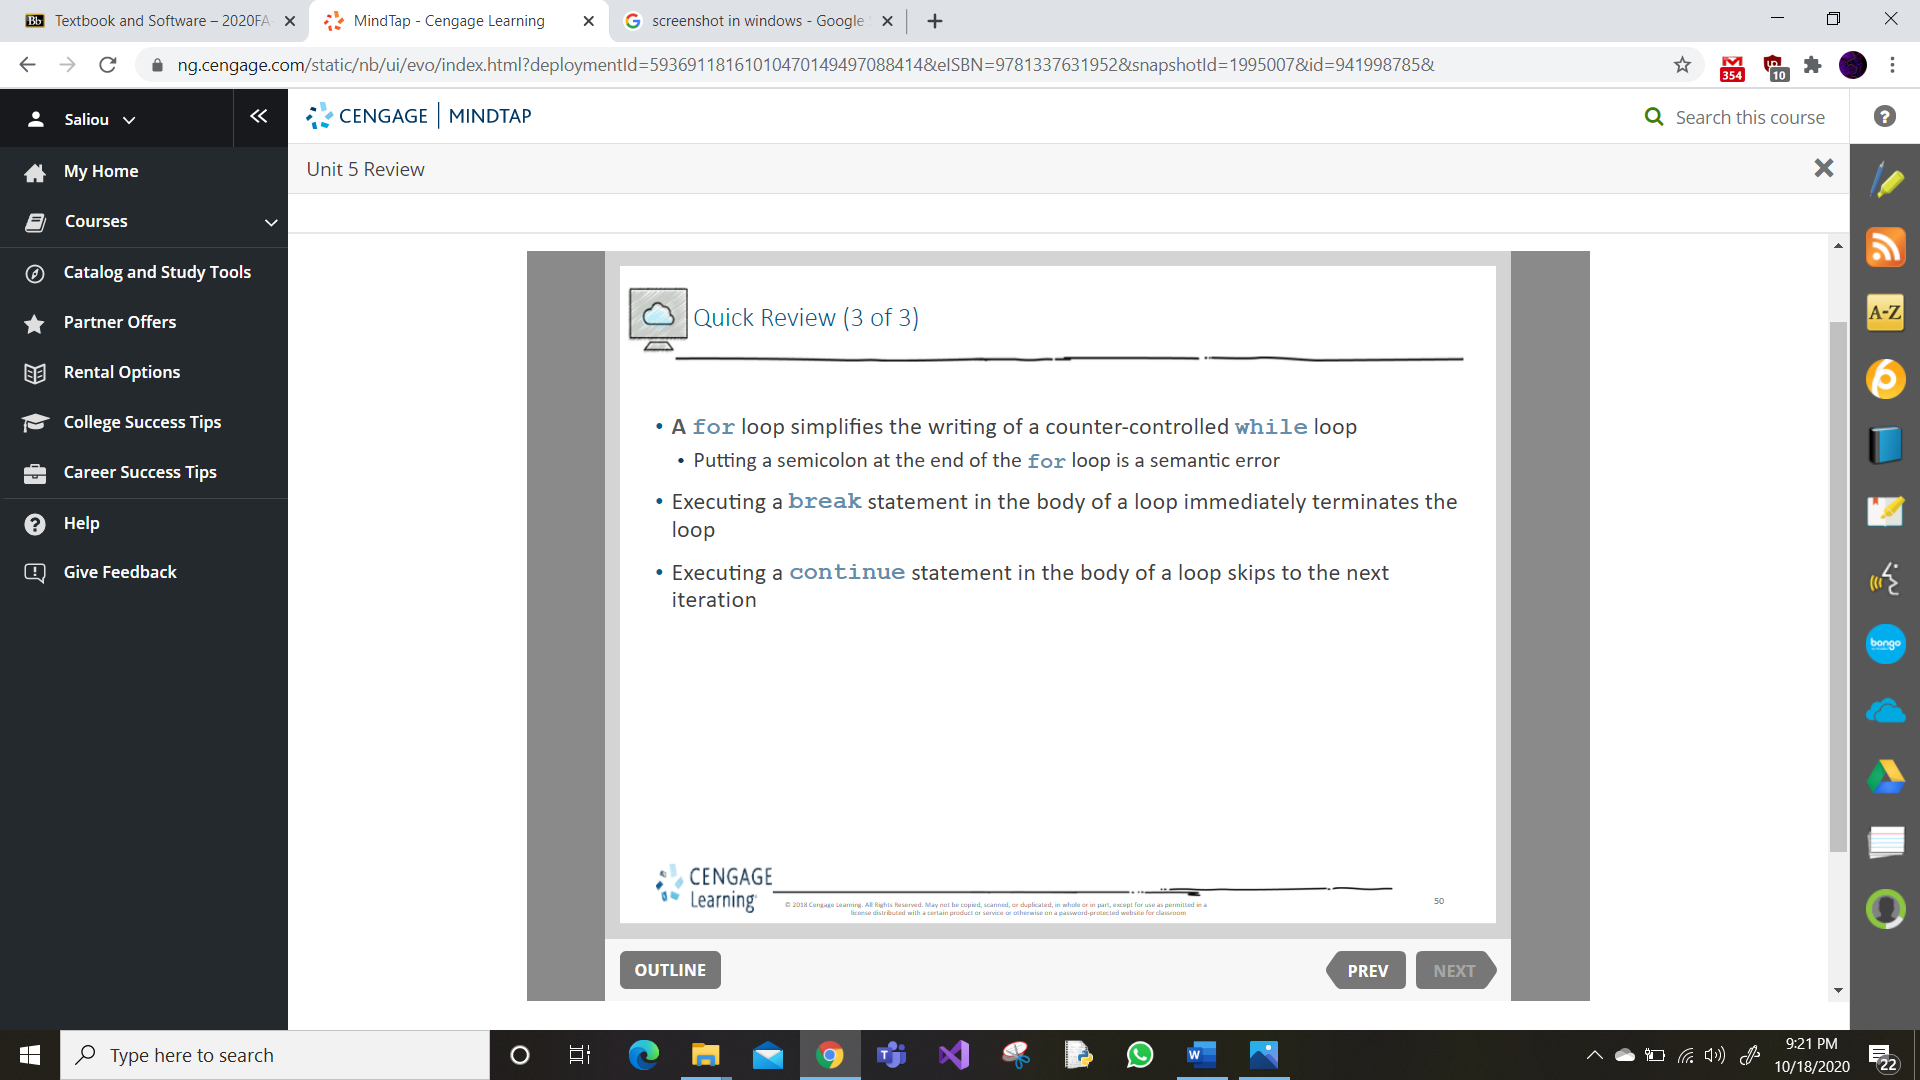 Textbook and Software – 2020FA
MindTap - Cengage Learning
screenshot in windows - Google
ng.cengage.com/static/nb/ui/evo/index.html?deploymentId=59369118161010470149497088414&eISBN=9781337631952&snapshotId=1995007&id=941998785&
354
10
Saliou
CENGAGE | MINDTAP
Search this course
My Home
Unit 5 Review
Courses
Catalog and Study Tools
Partner Offers
Rental Options
College Success Tips
Career Success Tips
Help
Give Feedback
Quick Review (3 of 3)
• A for loop simplifies the writing of a counter-controlled while loop
• Putting a semicolon at the end of the for loop is a semantic error
• Executing a break statement in the body of a loop immediately terminates the
loop
• Executing a continue statement in the body of a loop skips to the next
iteration
CENGAGE
Learning
© 2018 Cengage Learning. All Rights Reserved. May not be copied, scanned, or duplicated, in whole or in part, except for use as permitted in a
license distributed with a certain product or service or otherwise on a password-protected website for classroom
50
OUTLINE
PREV
NEXT
A-Z
bongo
Type here to search
9:21 PM
10/18/2020
22